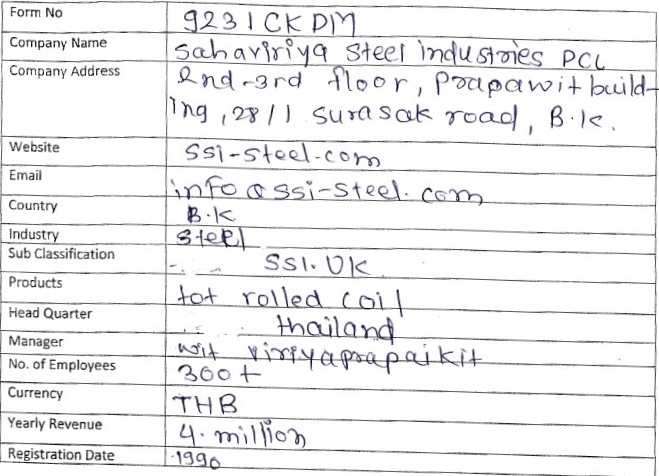 Form No 9231CKDM
Company Name Sahaviriya Steel industries PCL
Company Address 2nd-3rd floor, Prapawit build-
ing, 28/1 surasak road, B.K.
Website ssi-steel.com
Email info@ssi-steel.com
Country B.K
Industry steel
Sub Classification SSI.UK
Products tot rolled coil
Head Quarter thailand
Manager wit viriyaprapaikit
No. of Employees 300+
Currency THB
Yearly Revenue 4. million
Registration Date 1990